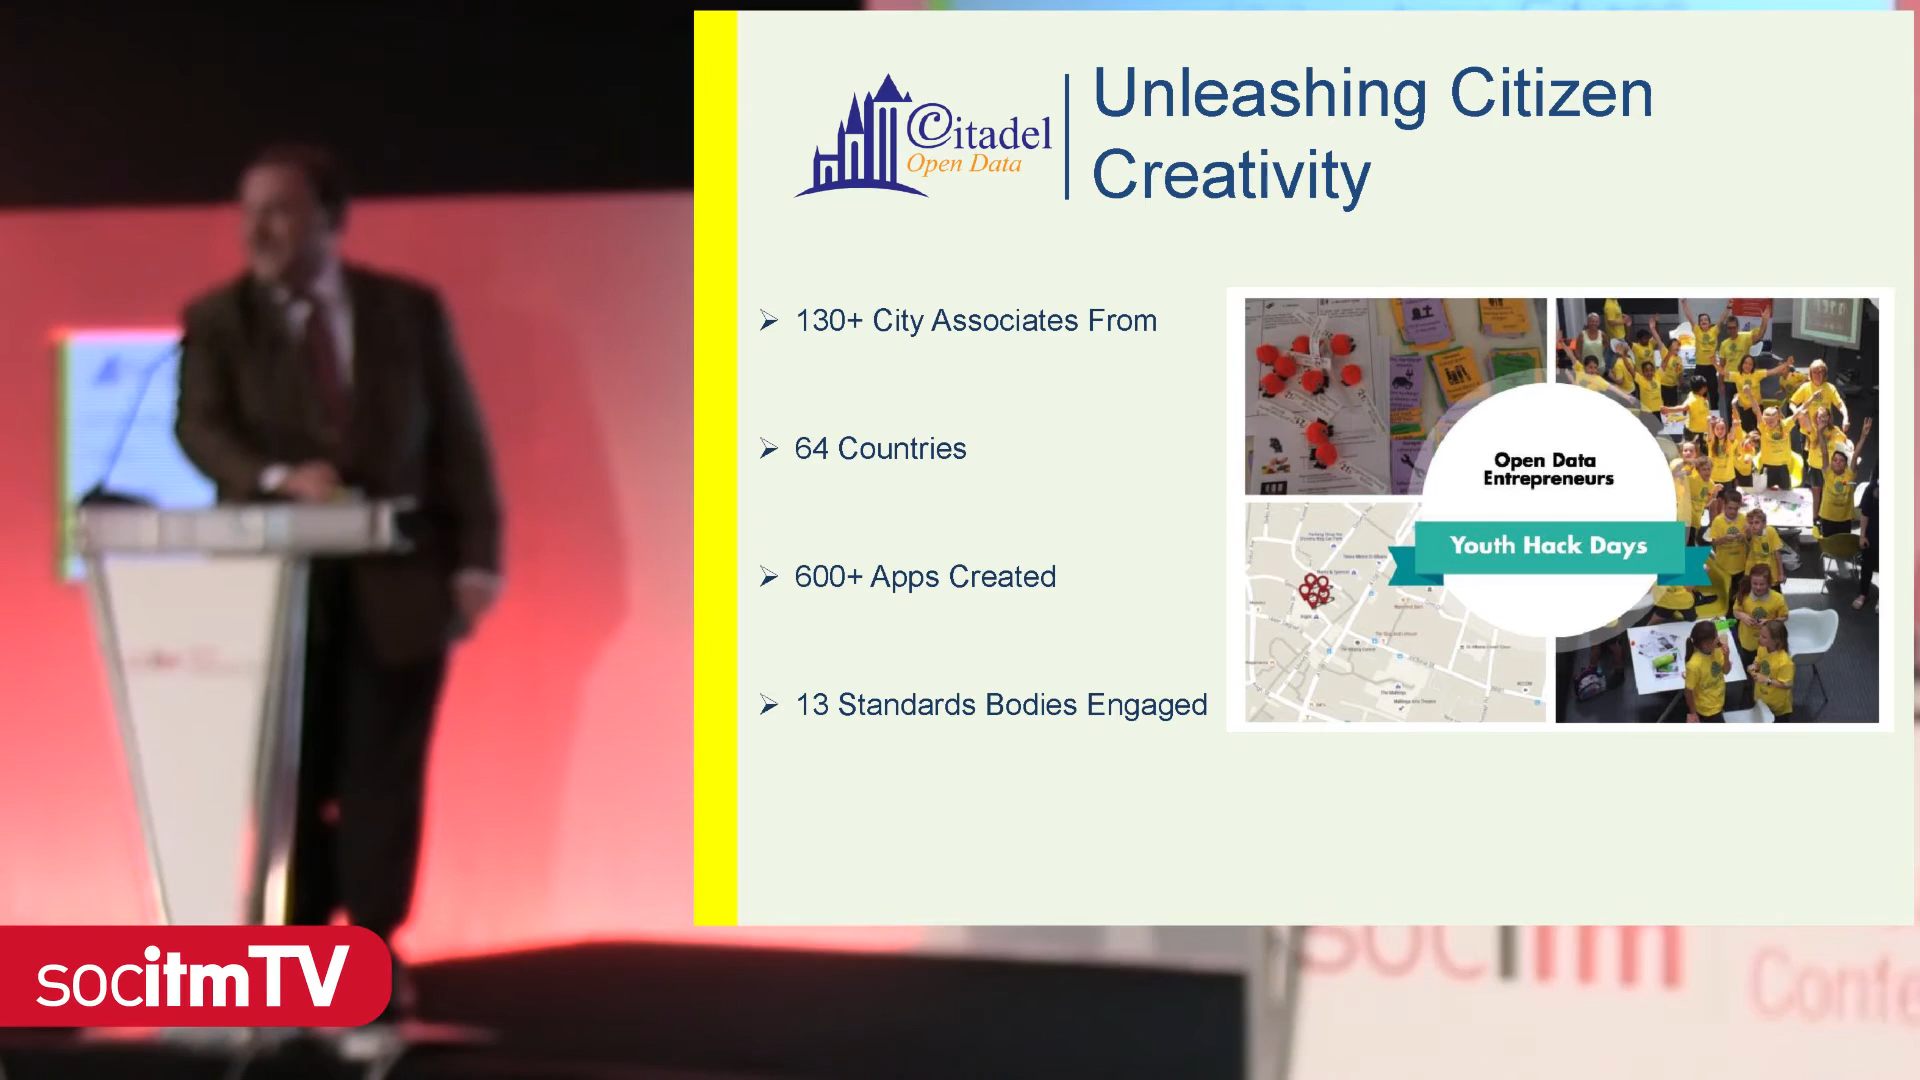 Citadel
Open Data
Unleashing Citizen
Creativity
130+ City Associates From
64 Countries
600+ Apps Created
13 Standards Bodies Engaged
Open Data
Entrepreneurs
Youth Hack Days
socitmTV
socitm